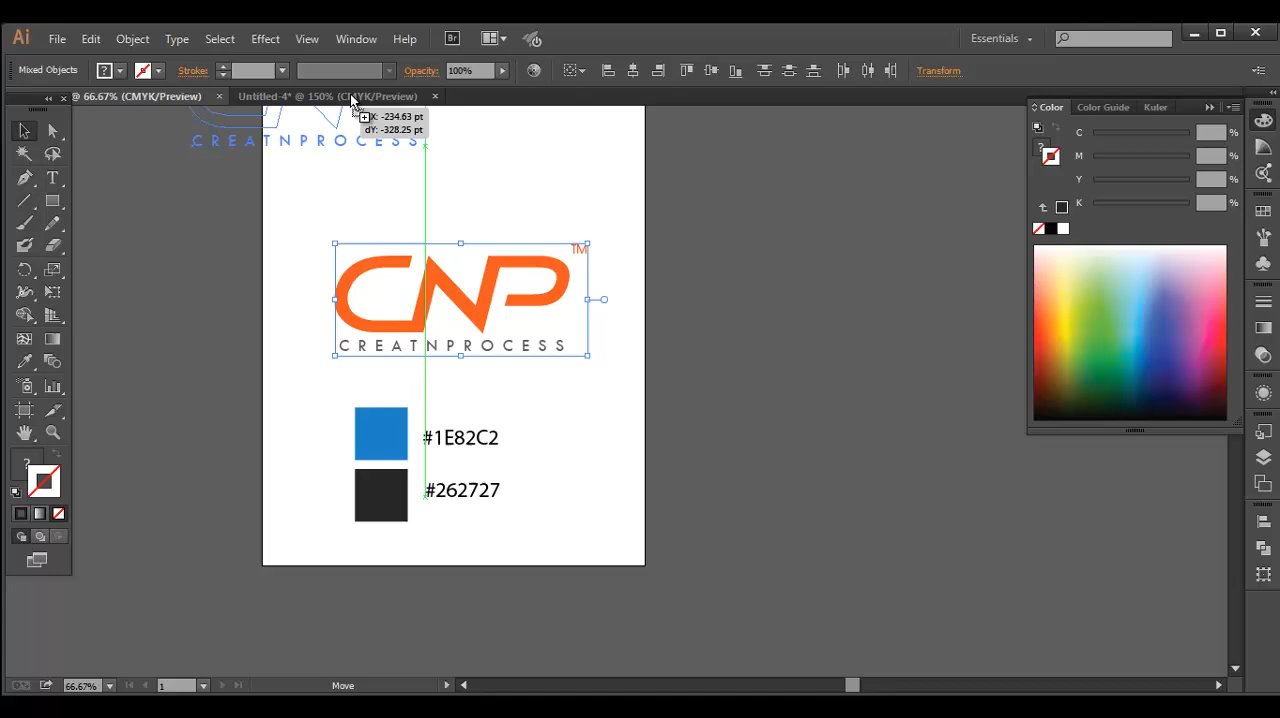 Ai File Edit Object Type Select Effect View Window Help Br Essentials
Mixed Objects ? Stroke: Opacity: 100% Transform
@ 66.67% (CMYK/Preview) × Untitled-4* @ 150% (CMYK/Preview) ×
X: -234.63 pt
dY: -328.25 pt
CREATNPROCESS
Color Color Guide Kuler
C %
M %
Y %
K %
CNP TM
CREATNPROCESS
#1E82C2
#262727
66.67% 1 Move